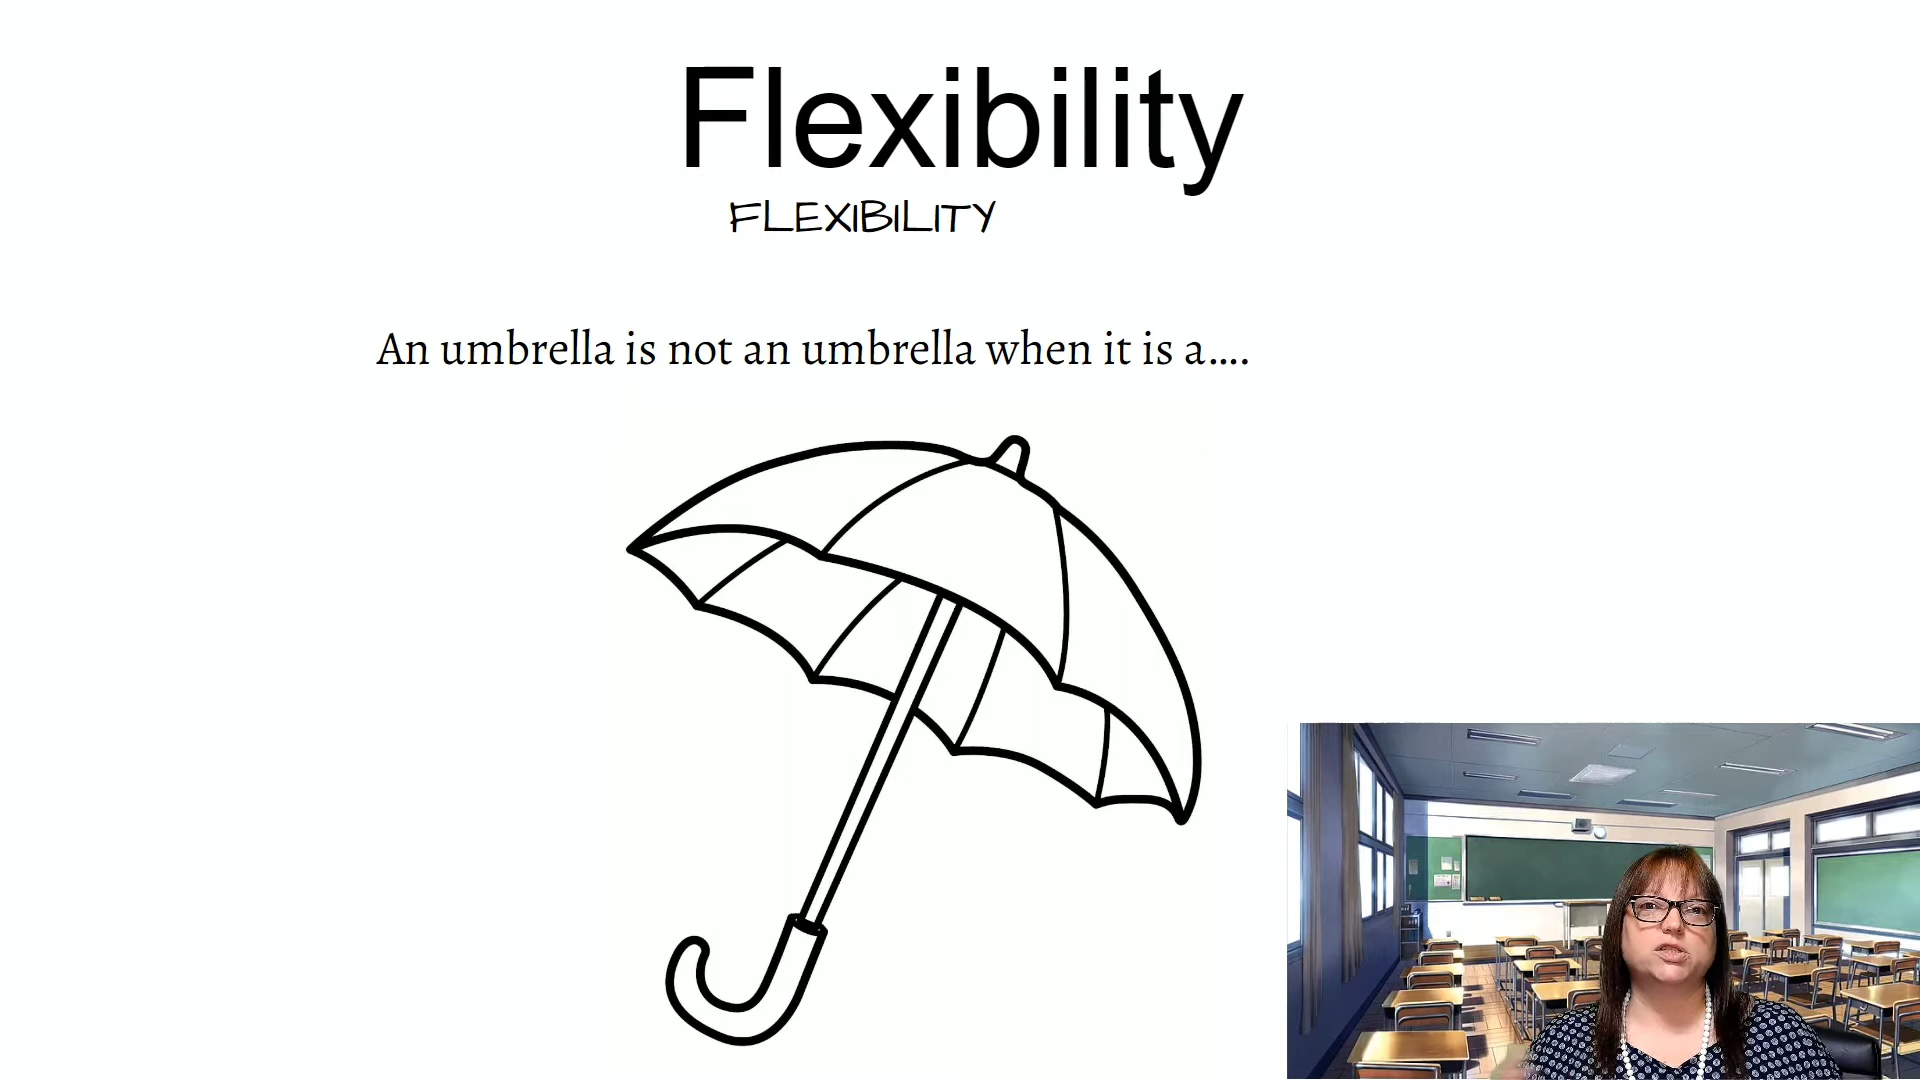 Flexibility
FLEXIBILITY
An umbrella is not an umbrella when it is a....